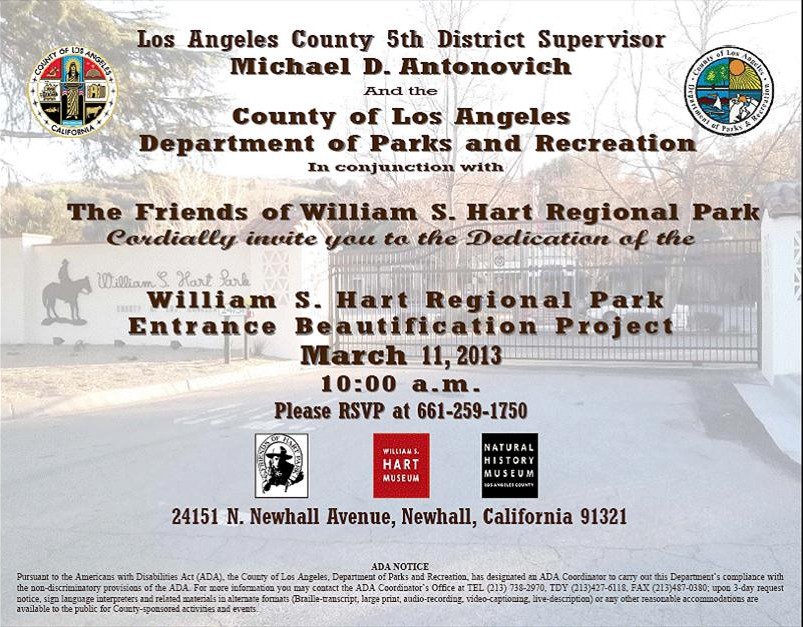 Los Angeles County 5th District Supervisor
Michael D. Antonovich
And the
County of Los Angeles
Department of Parks and Recreation
In conjunction with
The Friends of William S. Hart Regional Park
Cordially invite you to the Dedication of the
William S. Hart Park
COUNTY OF LOS ANGELES
William S. Hart Regional Park
Entrance Beautification Project
March 11, 2013
10:00 a.m.
Please RSVP at 661-259-1750
COUNTY OF LOS ANGELES
CALIFORNIA
County of Los Angeles
Department of Parks & Recreation
FRIENDS OF HART PARK
WILLIAM S.
HART
MUSEUM
NATURAL
HISTORY
MUSEUM
LOS ANGELES COUNTY
24151 N. Newhall Avenue, Newhall, California 91321
ADA NOTICE
Pursuant to the Americans with Disabilities Act (ADA), the County of Los Angeles, Department of Parks and Recreation, has designated an ADA Coordinator to carry out this Department's compliance with
the non-discriminatory provisions of the ADA. For more information you may contact the ADA Coordinator's Office at TEL (213) 738-2970, TDY (213)427-6118, FAX (213)487-0380; upon 3-day request
notice, sign language interpreters and related materials in alternate formats (Braille-transcript, large print, audio-recording, video-captioning, live-description) or any other reasonable accommodations are
available to the public for County-sponsored activities and events.